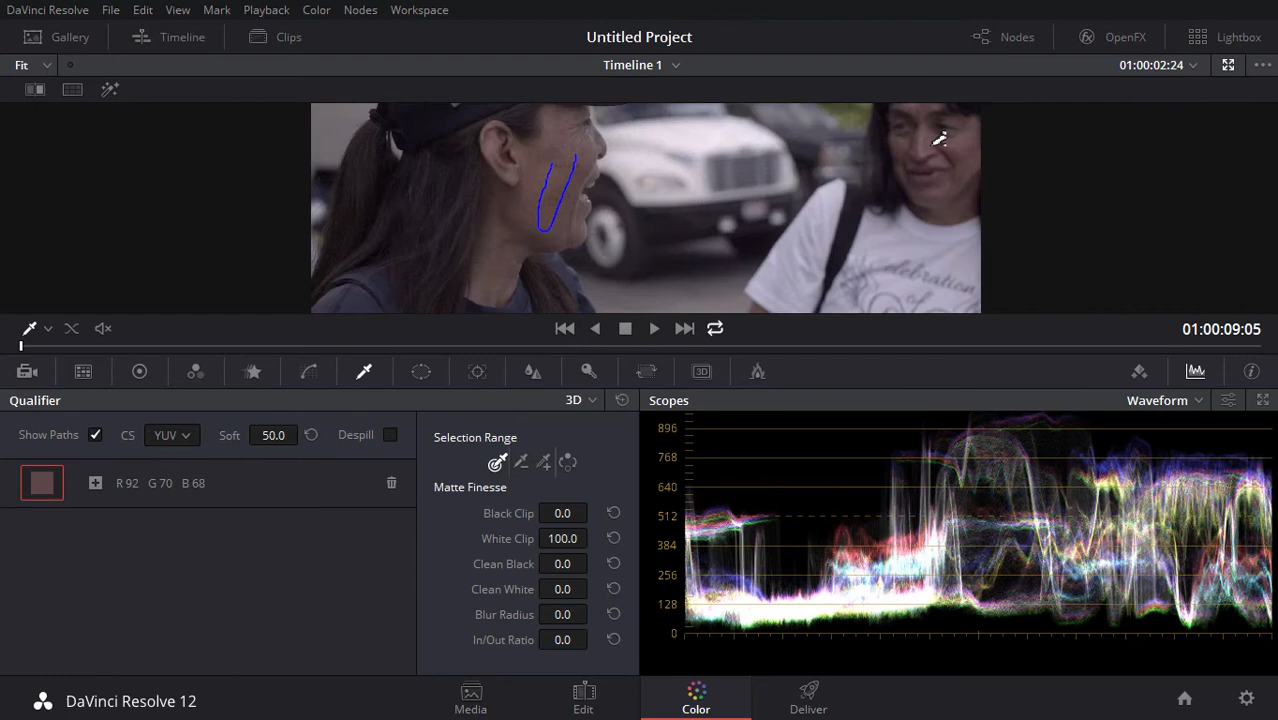 DaVinci Resolve File Edit View Mark Playback Color Nodes Workspace
Gallery Timeline Clips Untitled Project Nodes OpenFX Lightbox
Fit Timeline 1 01:00:02:24
elebration
of
01:00:09:05
3D
Qualifier 3D Scopes Waveform
Show Paths CS YUV Soft 50.0 Despill
R 92 G 70 B 68
Selection Range
Matte Finesse
Black Clip 0.0
White Clip 100.0
Clean Black 0.0
Clean White 0.0
Blur Radius 0.0
In/Out Ratio 0.0
896
768
640
512
384
256
128
0
DaVinci Resolve 12 Media Edit Color Deliver